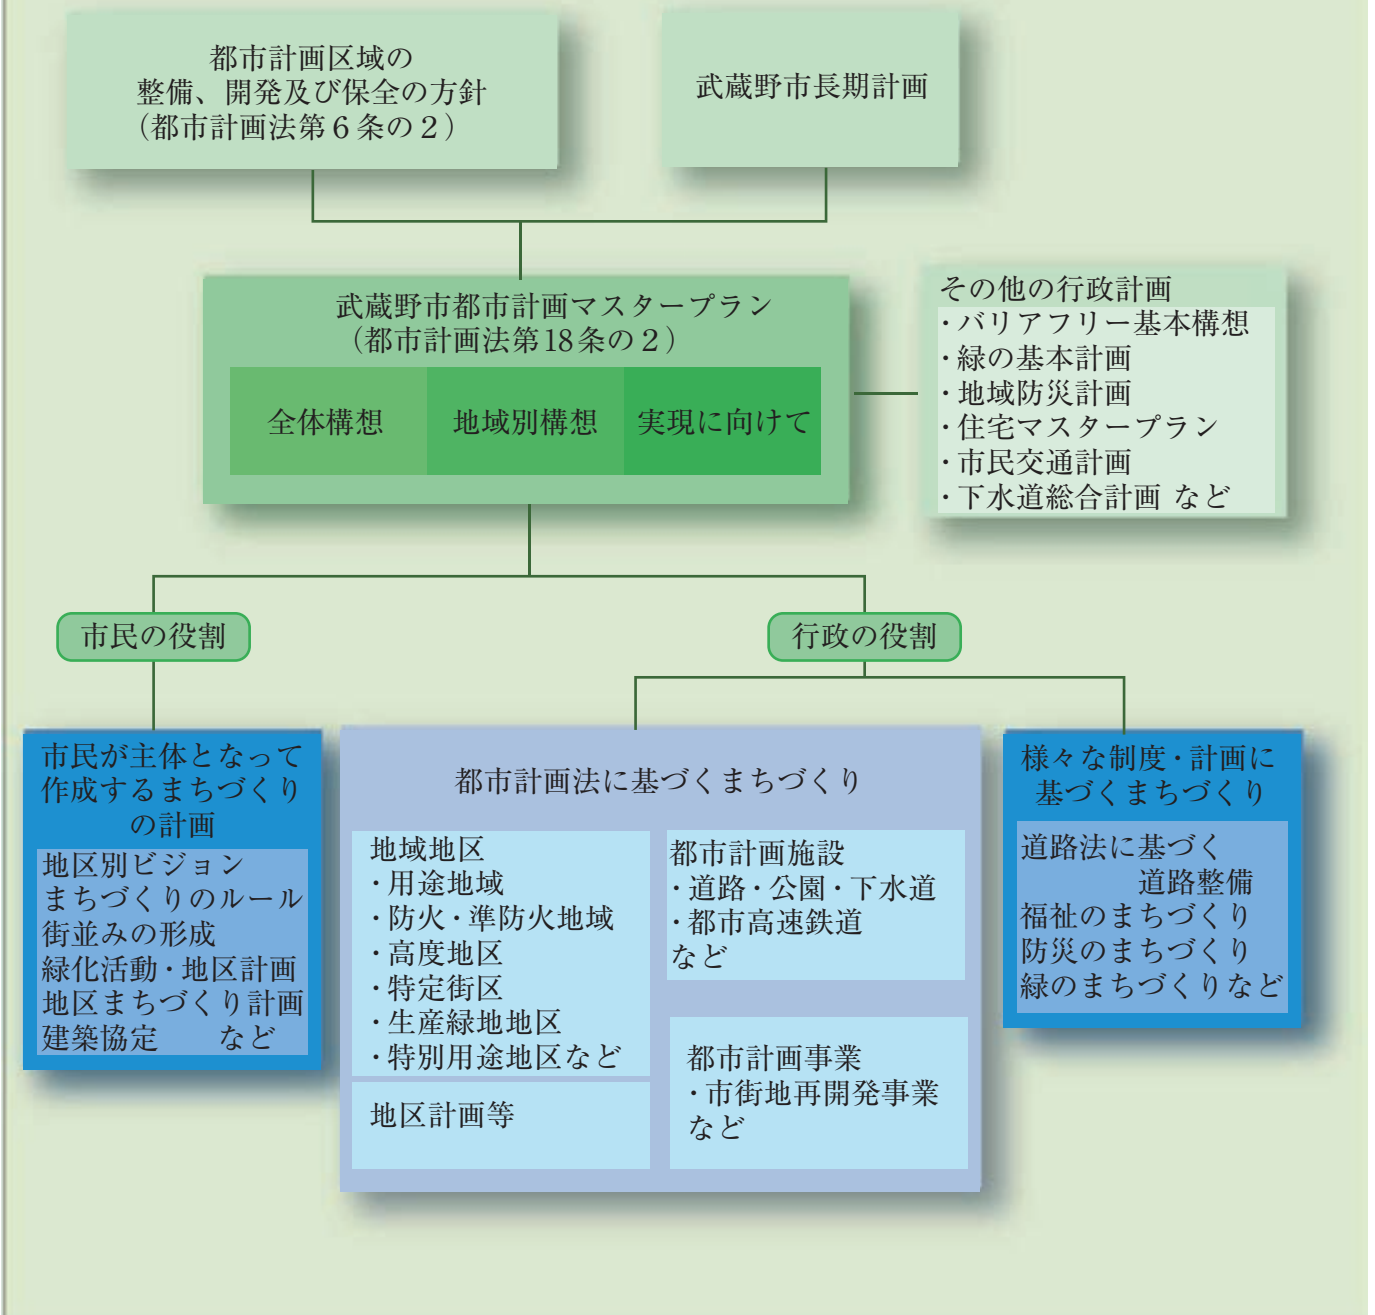 都市計画区域の
整備、開発及び保全の方針
（都市計画法第６条の２）
武蔵野市長期計画
武蔵野市都市計画マスタープラン
（都市計画法第18条の２）
全体構想
地域別構想
実現に向けて
その他の行政計画
・バリアフリー基本構想
・緑の基本計画
・地域防災計画
・住宅マスタープラン
・市民交通計画
・下水道総合計画 など
市民の役割
行政の役割
市民が主体となって
作成するまちづくり
の計画
地区別ビジョン
まちづくりのルール
街並みの形成
緑化活動・地区計画
地区まちづくり計画
建築協定　　など
都市計画法に基づくまちづくり
地域地区
・用途地域
・防火・準防火地域
・高度地区
・特定街区
・生産緑地地区
・特別用途地区など
地区計画等
都市計画施設
・道路・公園・下水道
・都市高速鉄道
など
都市計画事業
・市街地再開発事業
など
様々な制度・計画に
基づくまちづくり
道路法に基づく
道路整備
福祉のまちづくり
防災のまちづくり
緑のまちづくりなど